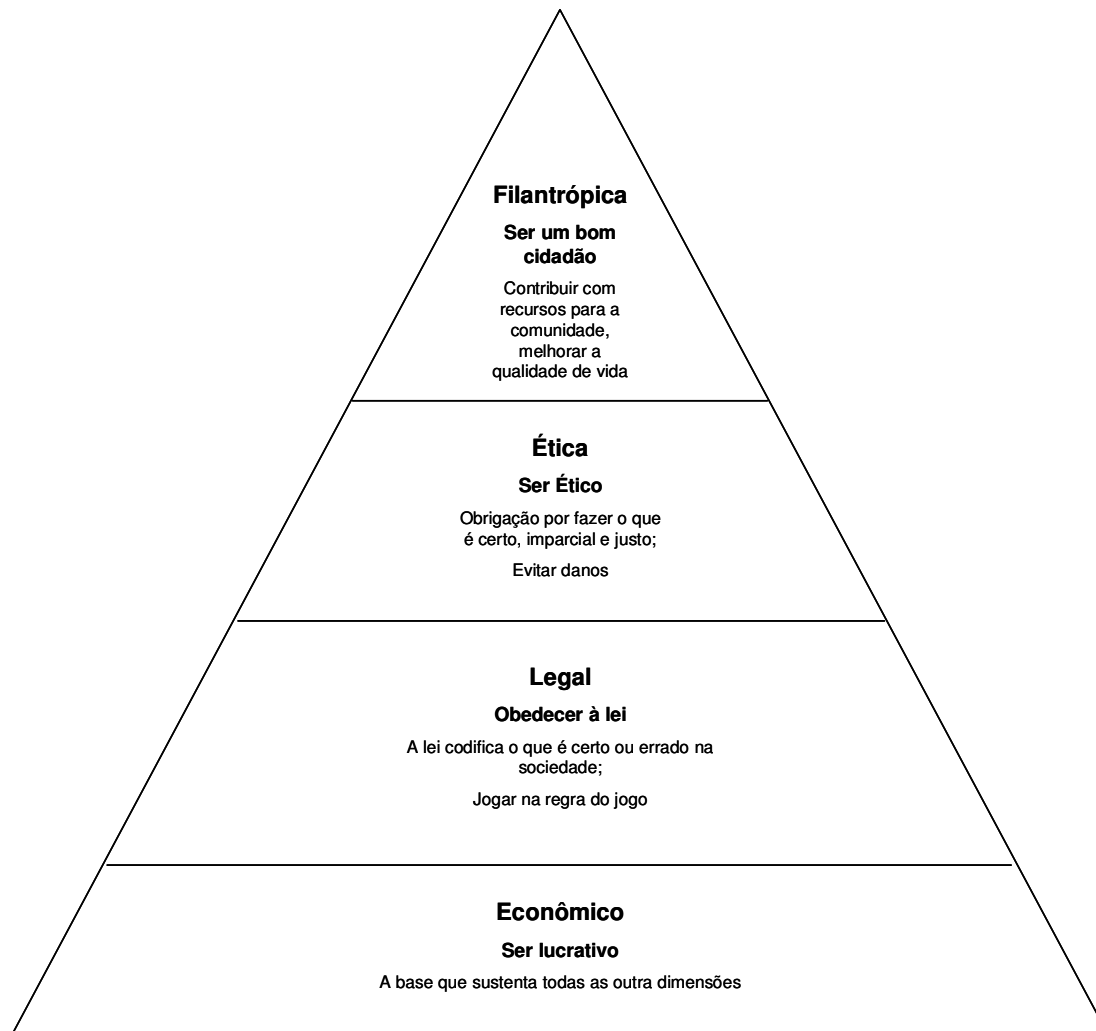 Filantrópica
Ser um bom
cidadão
Contribuir com
recursos para a
comunidade,
melhorar a
qualidade de vida
Ética
Ser Ético
Obrigação por fazer o que
é certo, imparcial e justo;
Evitar danos
Legal
Obedecer à lei
A lei codifica o que é certo ou errado na
sociedade;
Jogar na regra do jogo
Econômico
Ser lucrativo
A base que sustenta todas as outra dimensões